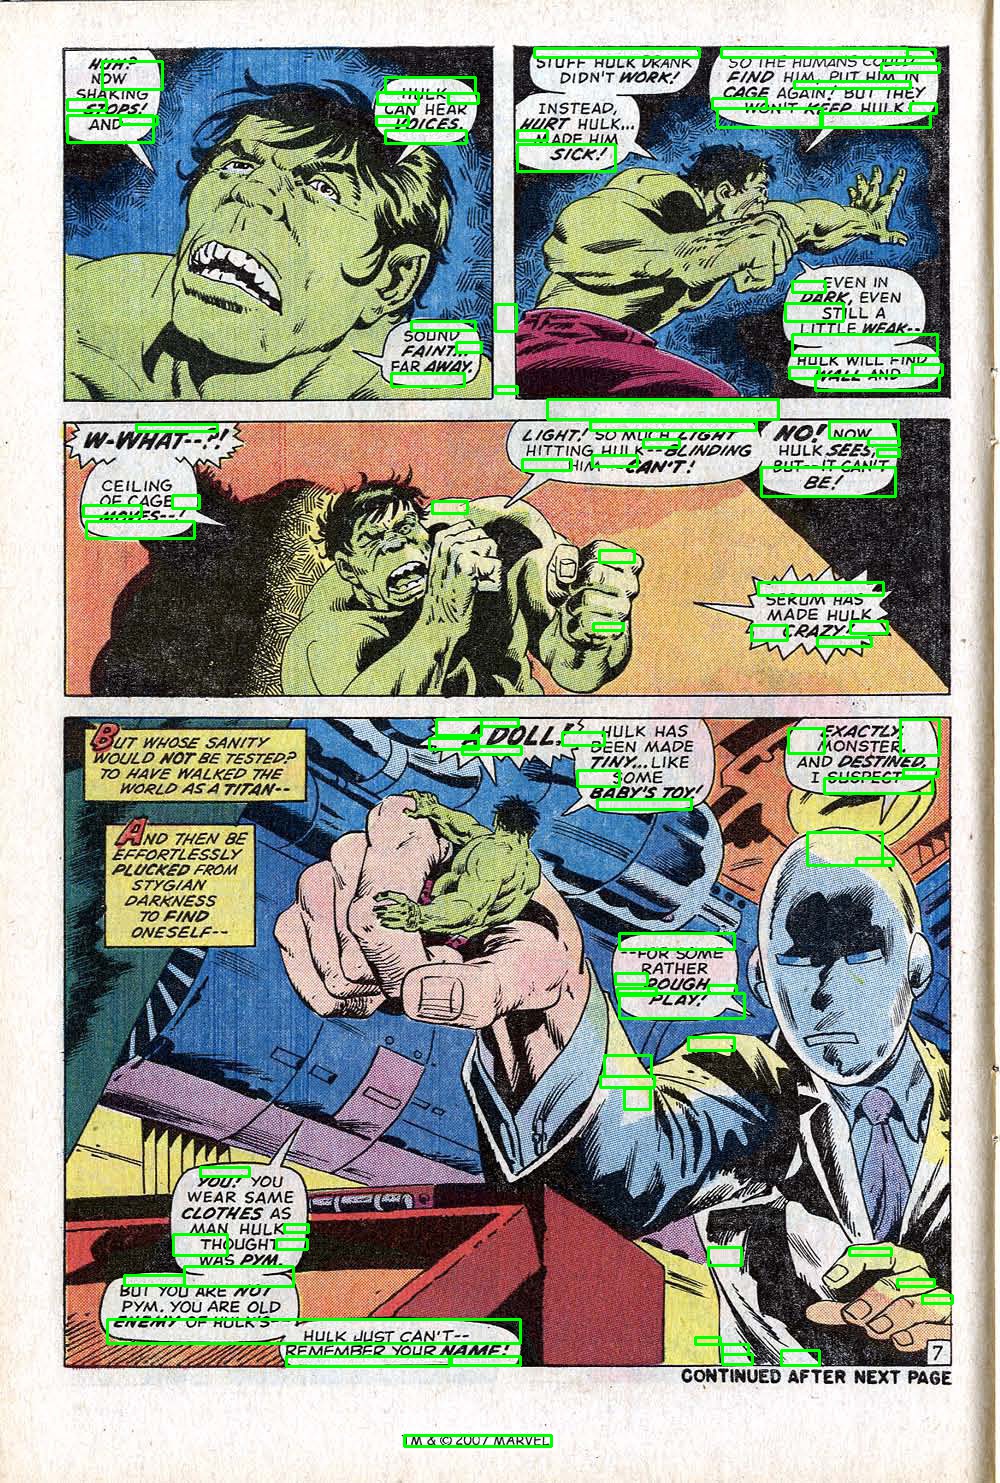 HUH?
NOW
SHAKING
STOPS!
AND--
HULK
CAN HEAR
VOICES.
SOUND
FAINT...
FAR AWAY.
STUFF HULK DRANK
DIDN'T WORK!
INSTEAD,
HURT HULK...
MADE HIM
SICK!
SO THE HUMANS COULD
FIND HIM, PUT HIM IN
CAGE AGAIN! BUT THEY
WON'T KEEP HULK!
EVEN IN
DARK, EVEN
STILL A
LITTLE WEAK--
HULK WILL FIND
WALL AND--
W-WHAT--?!
CEILING
OF CAGE
MOVES--!
LIGHT! SO MUCH LIGHT
HITTING HULK--BLINDING
HIM! CAN'T!
NO! NOW
HULK SEES,
BUT--IT CAN'T
BE!
SERUM HAS
MADE HULK
CRAZY!
BUT WHOSE SANITY
WOULD NOT BE TESTED?
TO HAVE WALKED THE
WORLD AS A TITAN--
AND THEN BE
EFFORTLESSLY
PLUCKED FROM
STYGIAN
DARKNESS
TO FIND
ONESELF--
A DOLL!
HULK HAS
BEEN MADE
TINY...LIKE
SOME
BABY'S TOY!
EXACTLY,
MONSTER.
AND DESTINED,
I SUSPECT--
--FOR SOME
RATHER
ROUGH
PLAY!
YOU! YOU
WEAR SAME
CLOTHES AS
MAN HULK
THOUGHT
WAS PYM.
BUT YOU ARE NOT
PYM. YOU ARE OLD
ENEMY OF HULK'S--
HULK JUST CAN'T--
REMEMBER YOUR NAME!
7
CONTINUED AFTER NEXT PAGE
TM & © 2007 MARVEL